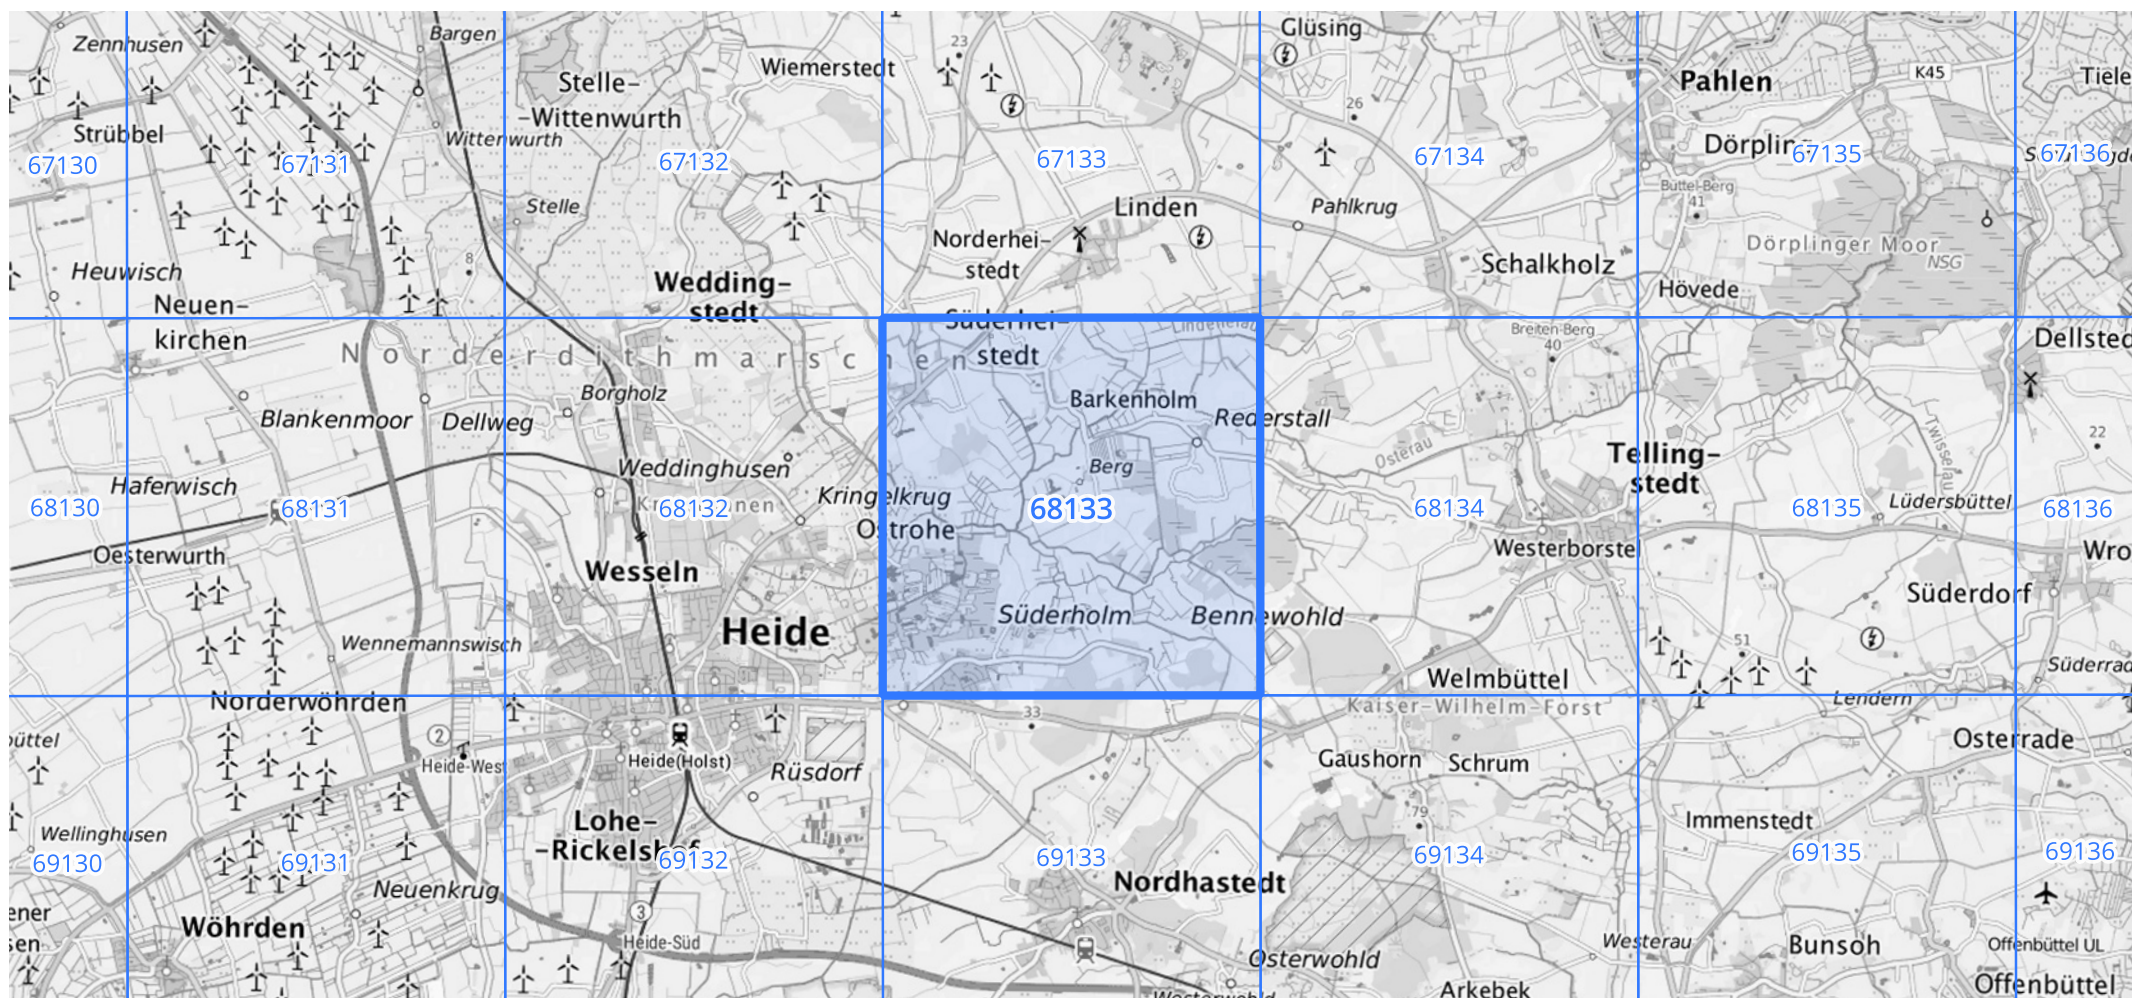 Zennhusen
Bargen
Stelle-
-Wittenwurth
Wiemerstedt
23
Glüsing
26
Pahlen
K45
Strübbel
Wittenwurth
Dörpling
67130
67131
67132
67133
67134
67135
67136
Büttel-Berg
41
Stelle
Linden
Pahlkrug
Norderhei-
stedt
Dörplinger Moor
NSG
8
Heuwisch
Schalkholz
Hövede
Wedding-
stedt
Neuen-
kirchen
Norderdithmarschen
Süderhei-
stedt
Breiten-Berg
40
Borgholz
Barkenholm
Rederstall
Blankenmoor
Dellweg
Osterau
Twisselau
22
Telling-
stedt
Weddinghusen
Berg
Haferwisch
Kringelkrug
Ostrohe
Lüdersbüttel
68130
68131
68132
68133
68134
68135
68136
Oesterwurth
Westerborstel
Wesseln
Süderdorf
Heide
Süderholm
Bennewohld
Wennemannswisch
51
Welmbüttel
Lendern
Norderwöhrden
Kaiser-Wilhelm-Forst
33
2
büttel
Heide-West
Heide(Holst)
Rüsdorf
Gaushorn
Schrum
Osterrade
79
Lohe-
-Rickelshof
Immenstedt
Wellinghusen
69130
69131
69132
69133
69134
69135
69136
Neuenkrug
Nordhastedt
3
Wöhrden
Heide-Süd
Osterwohld
Westerau
Bunsoh
Offenbüttel UL
Offenbüttel
Arkebek
Westerwohld